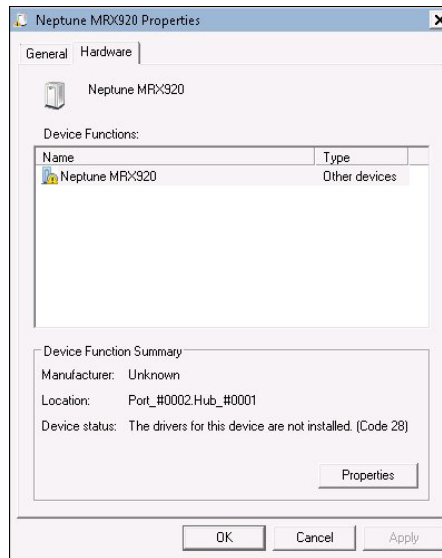 Neptune MRX920 Properties
General Hardware
Neptune MRX920
Device Functions:
Name Type
Neptune MRX920 Other devices
Device Function Summary
Manufacturer: Unknown
Location: Port_#0002.Hub_#0001
Device status: The drivers for this device are not installed. (Code 28)
Properties
OK Cancel Apply